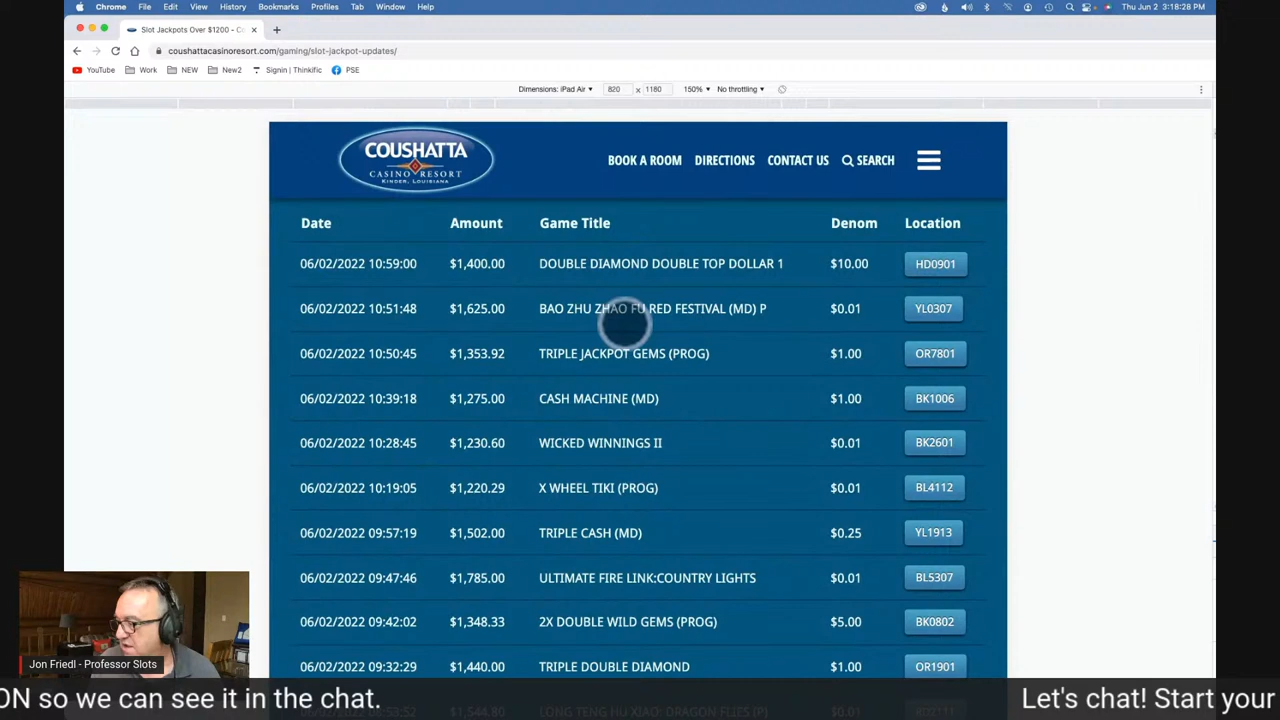 Chrome File Edit View History Bookmarks Profiles Tab Window Help Thu Jun 2 3:18:28 PM
Slot Jackpots Over $1200 – Co
coushattacasinoresort.com/gaming/slot-jackpot-updates/
YouTube Work NEW New2 Signin | Thinkific PSE
Dimensions: iPad Air 820 x 1180 150% No throttling
COUSHATTA
CASINO RESORT
KINDER, LOUISIANA
BOOK A ROOM DIRECTIONS CONTACT US SEARCH
Date Amount Game Title Denom Location
06/02/2022 10:59:00 $1,400.00 DOUBLE DIAMOND DOUBLE TOP DOLLAR 1 $10.00 HD0901
06/02/2022 10:51:48 $1,625.00 BAO ZHU ZHAO FU RED FESTIVAL (MD) P $0.01 YL0307
06/02/2022 10:50:45 $1,353.92 TRIPLE JACKPOT GEMS (PROG) $1.00 OR7801
06/02/2022 10:39:18 $1,275.00 CASH MACHINE (MD) $1.00 BK1006
06/02/2022 10:28:45 $1,230.60 WICKED WINNINGS II $0.01 BK2601
06/02/2022 10:19:05 $1,220.29 X WHEEL TIKI (PROG) $0.01 BL4112
06/02/2022 09:57:19 $1,502.00 TRIPLE CASH (MD) $0.25 YL1913
06/02/2022 09:47:46 $1,785.00 ULTIMATE FIRE LINK:COUNTRY LIGHTS $0.01 BL5307
06/02/2022 09:42:02 $1,348.33 2X DOUBLE WILD GEMS (PROG) $5.00 BK0802
06/02/2022 09:32:29 $1,440.00 TRIPLE DOUBLE DIAMOND $1.00 OR1901
Jon Friedl - Professor Slots
ON so we can see it in the chat. Let's chat! Start your
$1,544.80 LONG TENG HU XIAO: DRAGON FLIES (P) $0.01